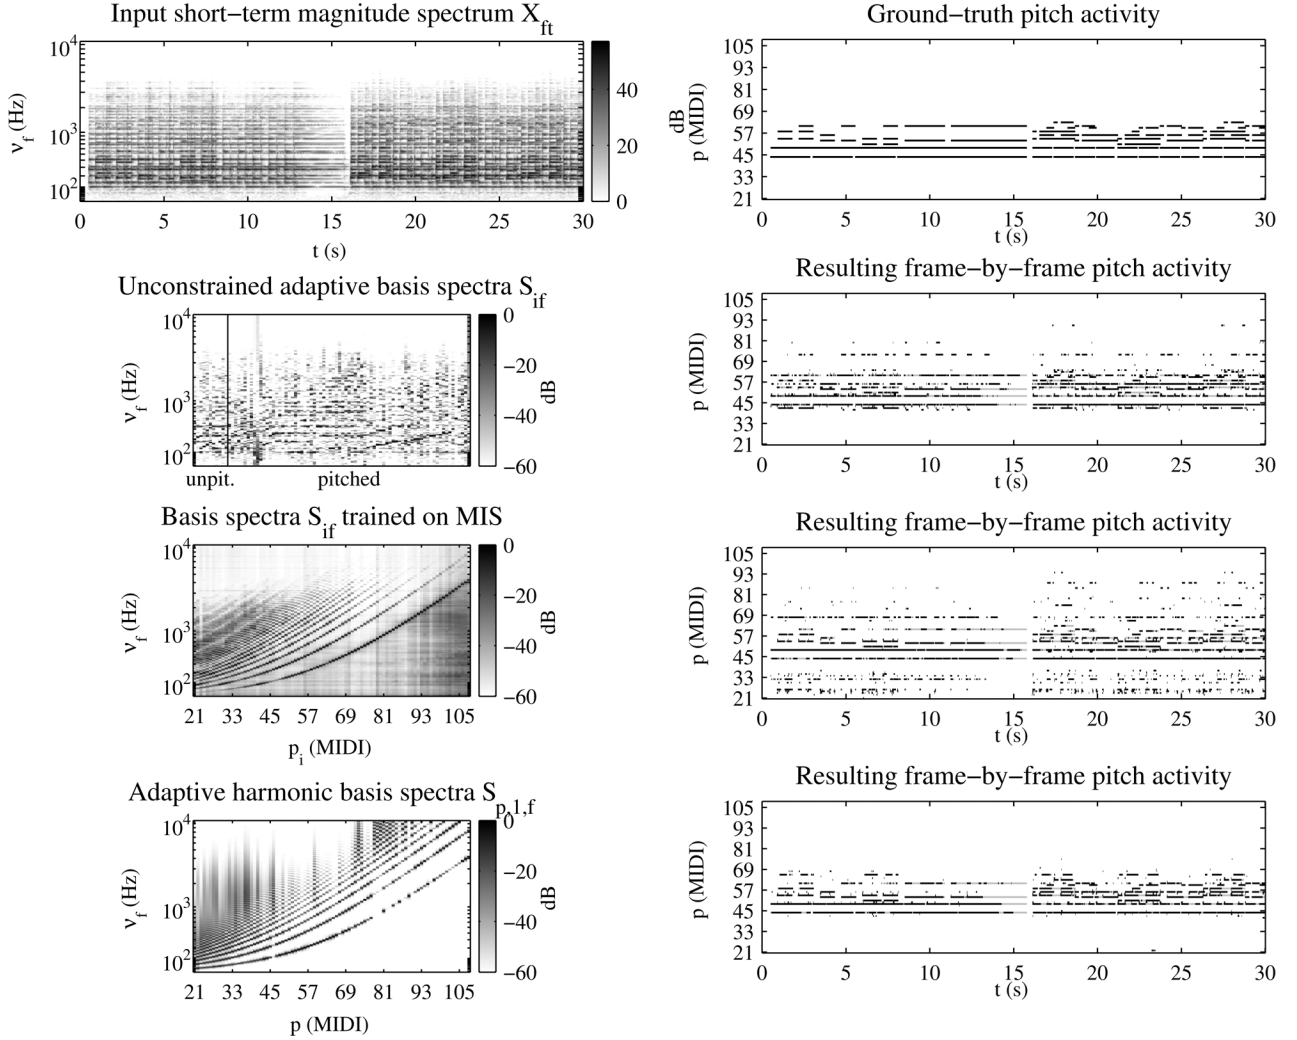 Input short−term magnitude spectrum X_ft
10^4
10^3
10^2
ν_f (Hz)
0 5 10 15 20 25 30
t (s)
40
20
0
dB
Ground−truth pitch activity
105
93
81
69
57
45
33
21
p (MIDI)
0 5 10 15 20 25 30
t (s)
Unconstrained adaptive basis spectra S_if
10^4
10^3
10^2
ν_f (Hz)
unpit. pitched
0
−20
−40
−60
dB
Resulting frame−by−frame pitch activity
105
93
81
69
57
45
33
21
p (MIDI)
0 5 10 15 20 25 30
t (s)
Basis spectra S_if trained on MIS
10^4
10^3
10^2
ν_f (Hz)
21 33 45 57 69 81 93 105
p_i (MIDI)
0
−20
−40
−60
dB
Resulting frame−by−frame pitch activity
105
93
81
69
57
45
33
21
p (MIDI)
0 5 10 15 20 25 30
t (s)
Adaptive harmonic basis spectra S_p,1,f
10^4
10^3
10^2
ν_f (Hz)
21 33 45 57 69 81 93 105
p (MIDI)
0
−20
−40
−60
dB
Resulting frame−by−frame pitch activity
105
93
81
69
57
45
33
21
p (MIDI)
0 5 10 15 20 25 30
t (s)